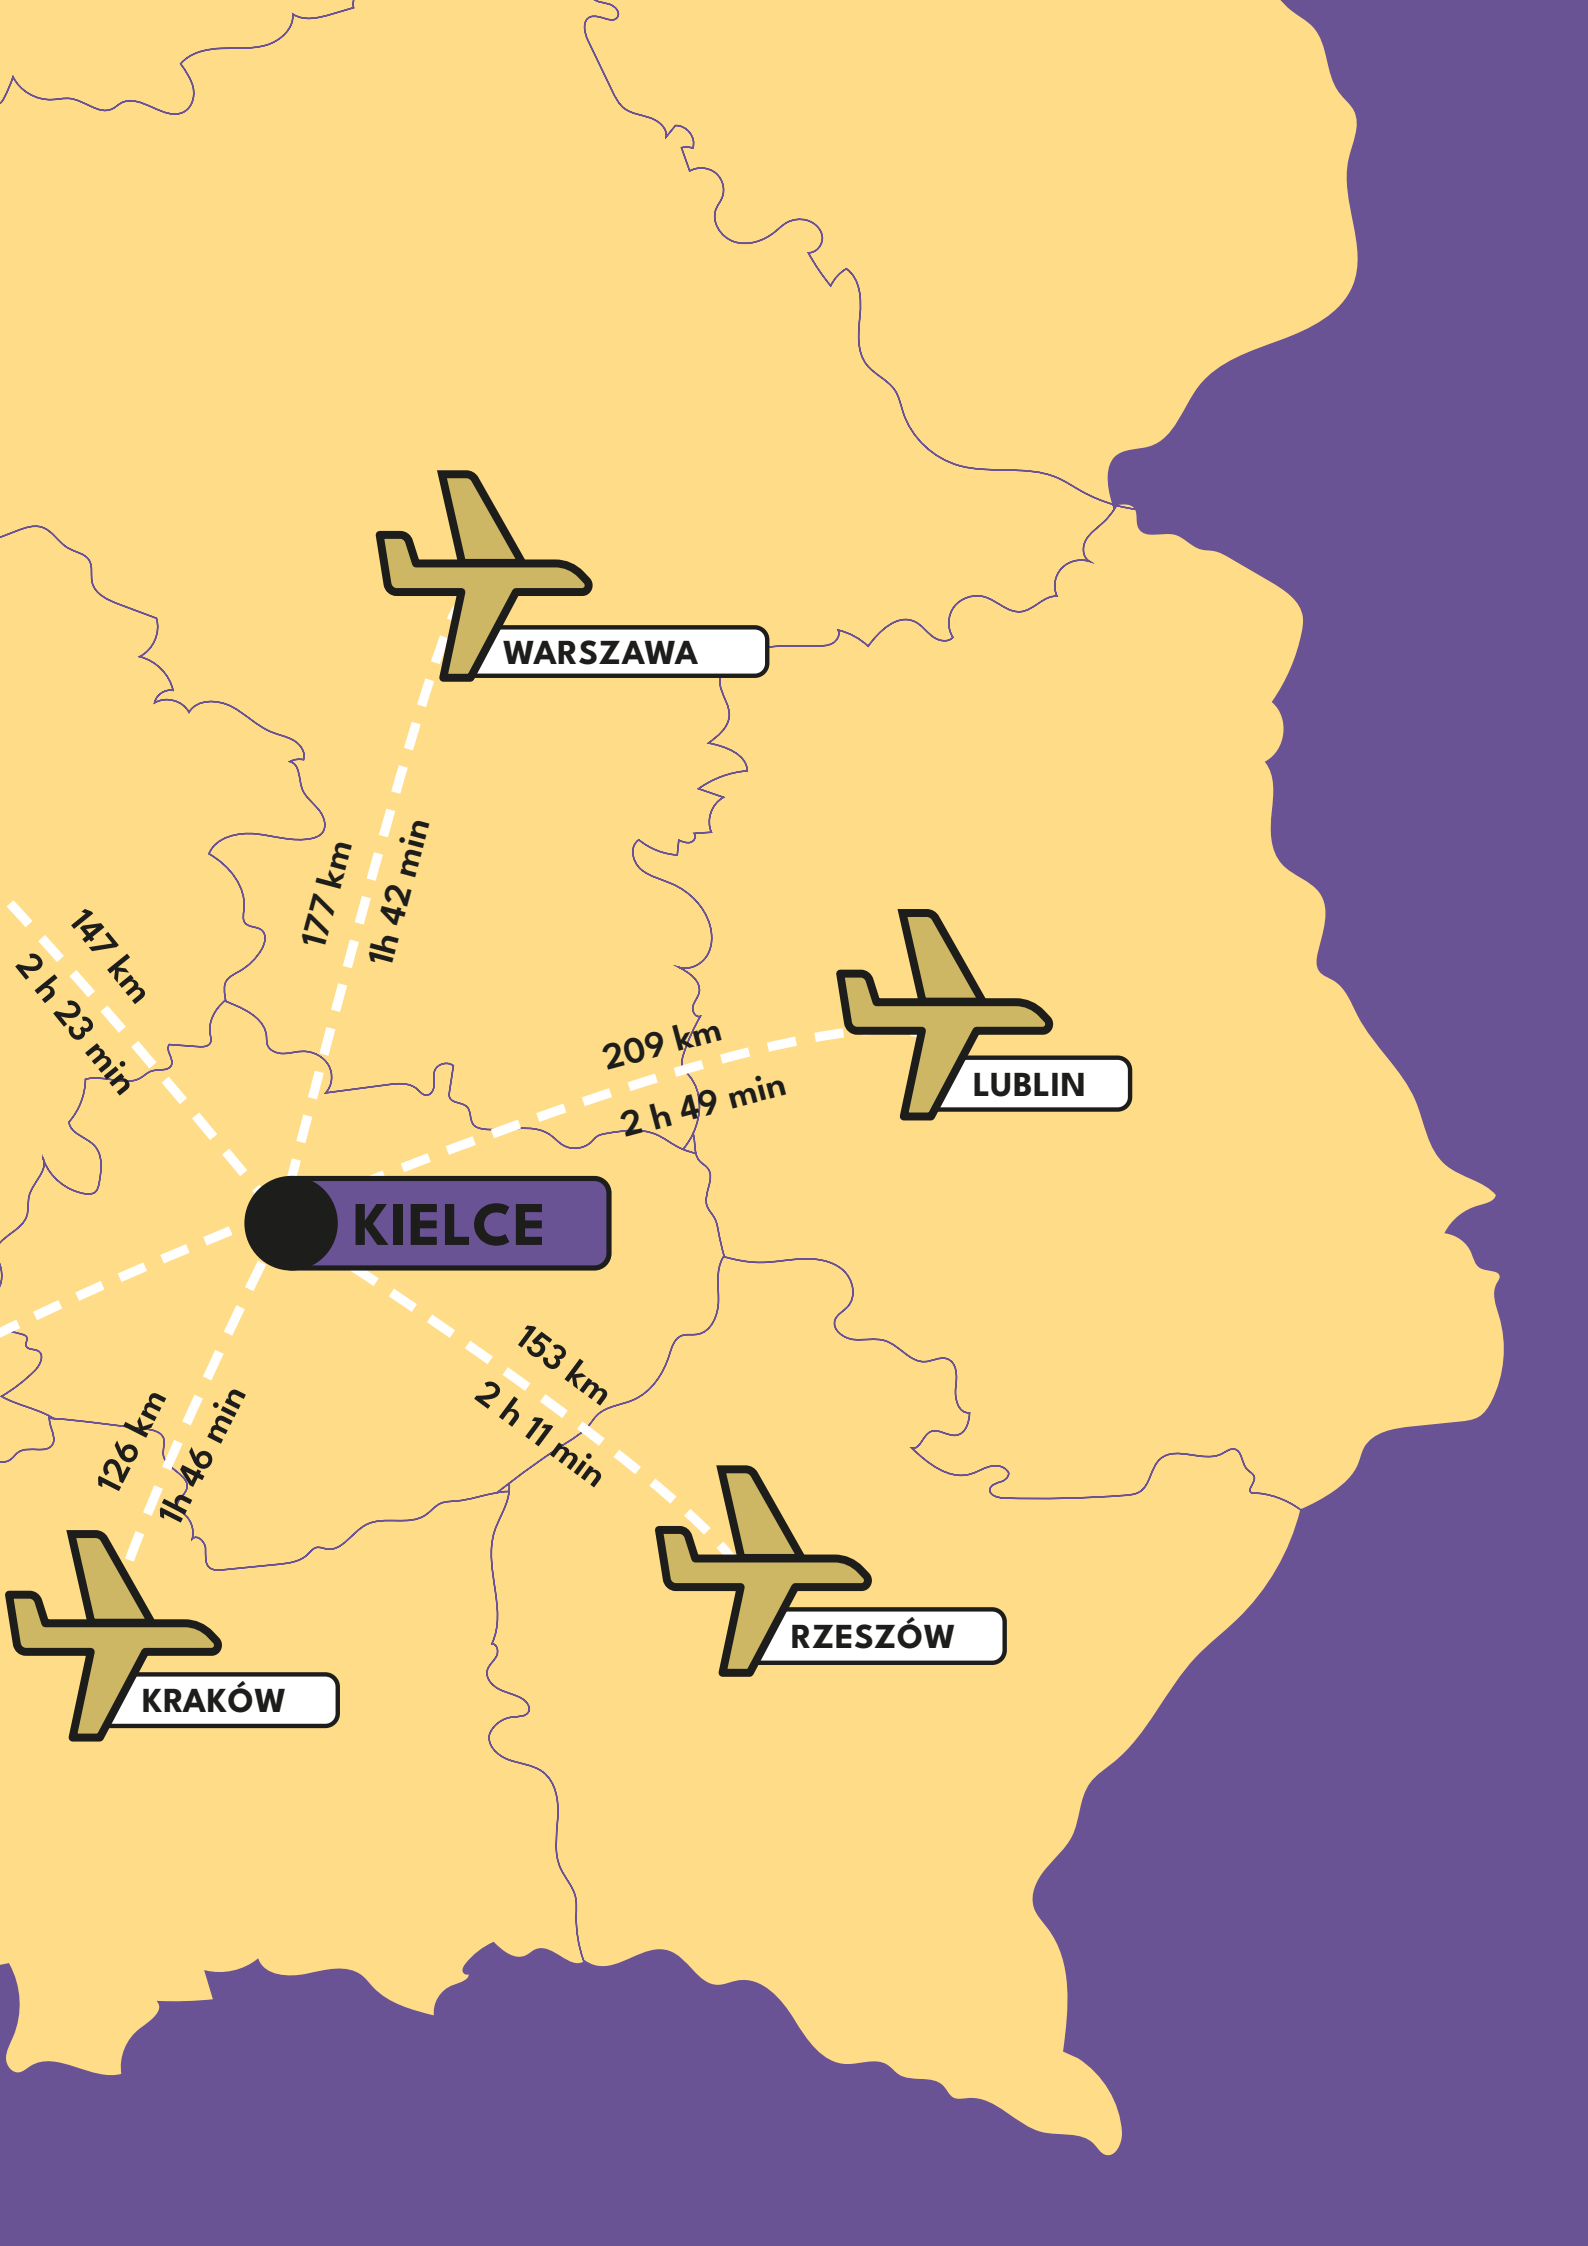 WARSZAWA
177 km
1h 42 min
147 km
2 h 23 min
209 km
2 h 49 min
LUBLIN
KIELCE
153 km
2 h 11 min
126 km
1h 46 min
RZESZÓW
KRAKÓW